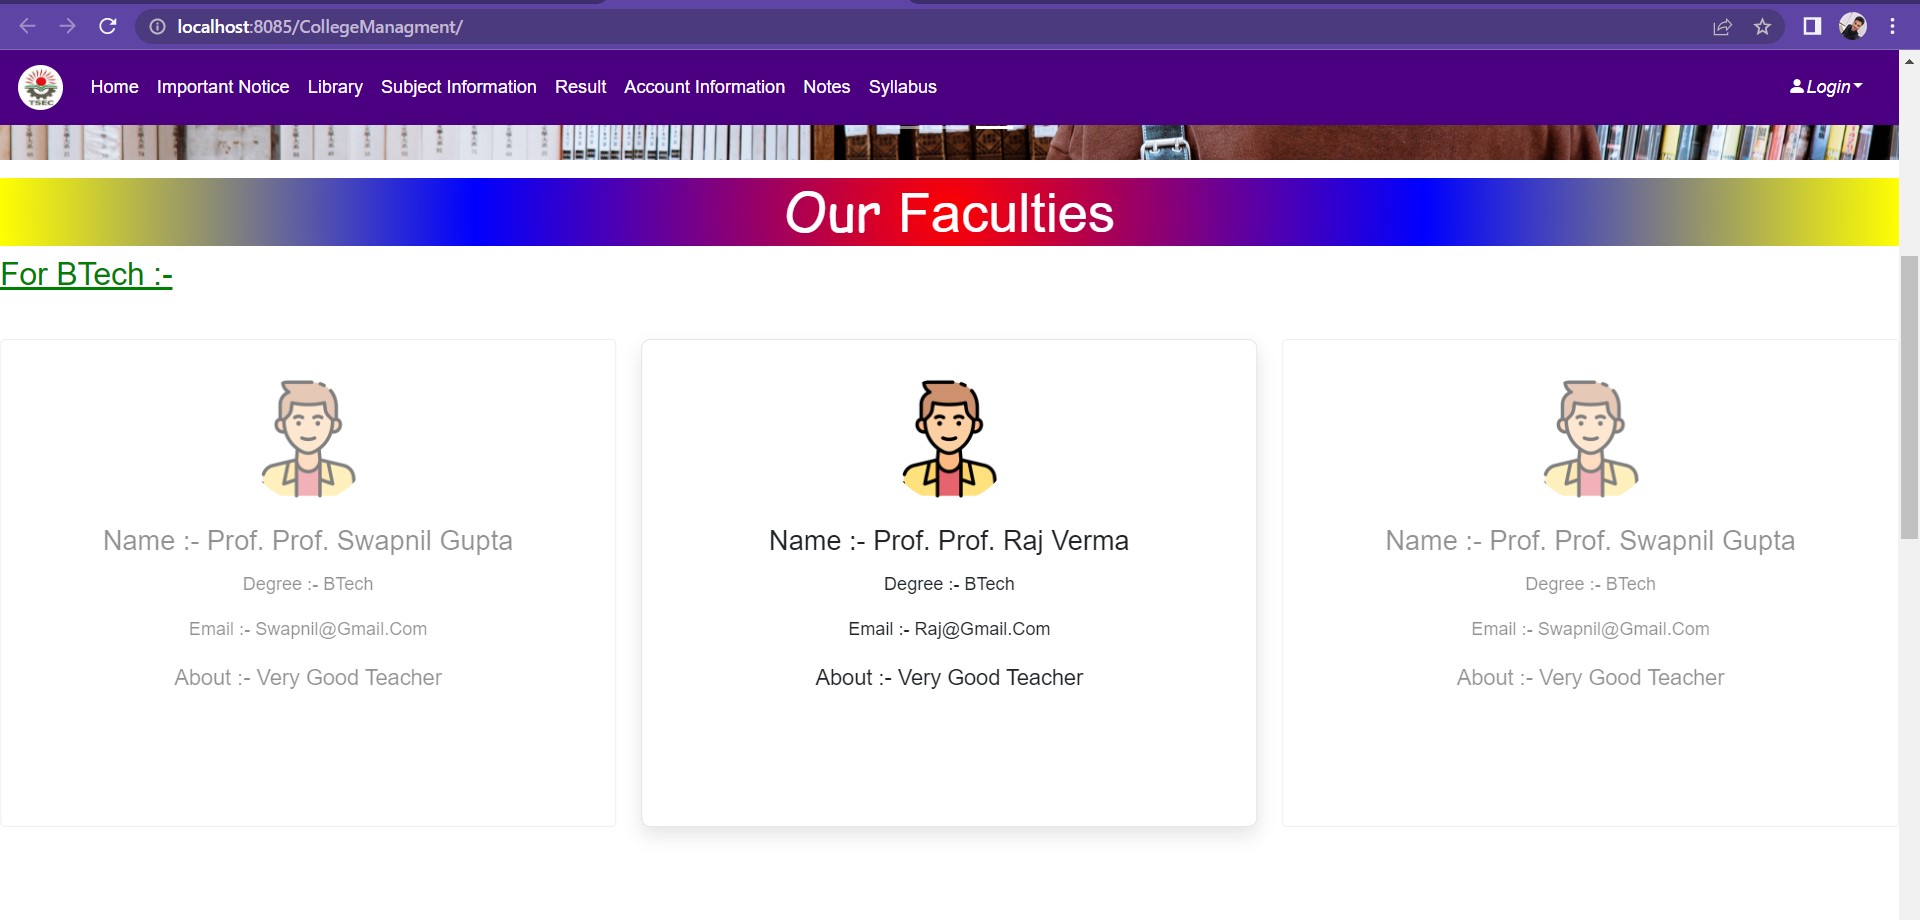 localhost:8085/CollegeManagment/
TSEC Home Important Notice Library Subject Information Result Account Information Notes Syllabus Login
Our Faculties
For BTech :-
Name :- Prof. Prof. Swapnil Gupta
Degree :- BTech
Email :- Swapnil@Gmail.Com
About :- Very Good Teacher
Name :- Prof. Prof. Raj Verma
Degree :- BTech
Email :- Raj@Gmail.Com
About :- Very Good Teacher
Name :- Prof. Prof. Swapnil Gupta
Degree :- BTech
Email :- Swapnil@Gmail.Com
About :- Very Good Teacher